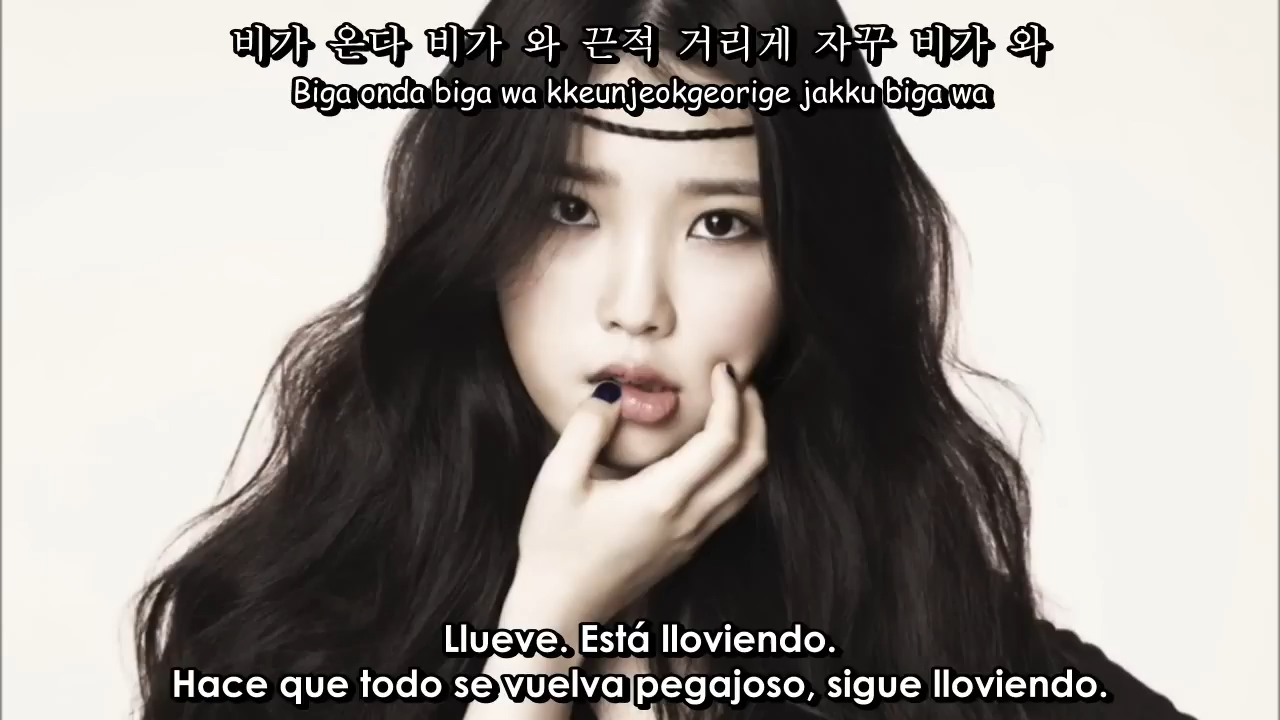 비가 온다 비가 와 끈적 거리게 자꾸 비가 와
Biga onda biga wa kkeunjeokgeorige jakku biga wa
Llueve. Está lloviendo.
Hace que todo se vuelva pegajoso, sigue lloviendo.